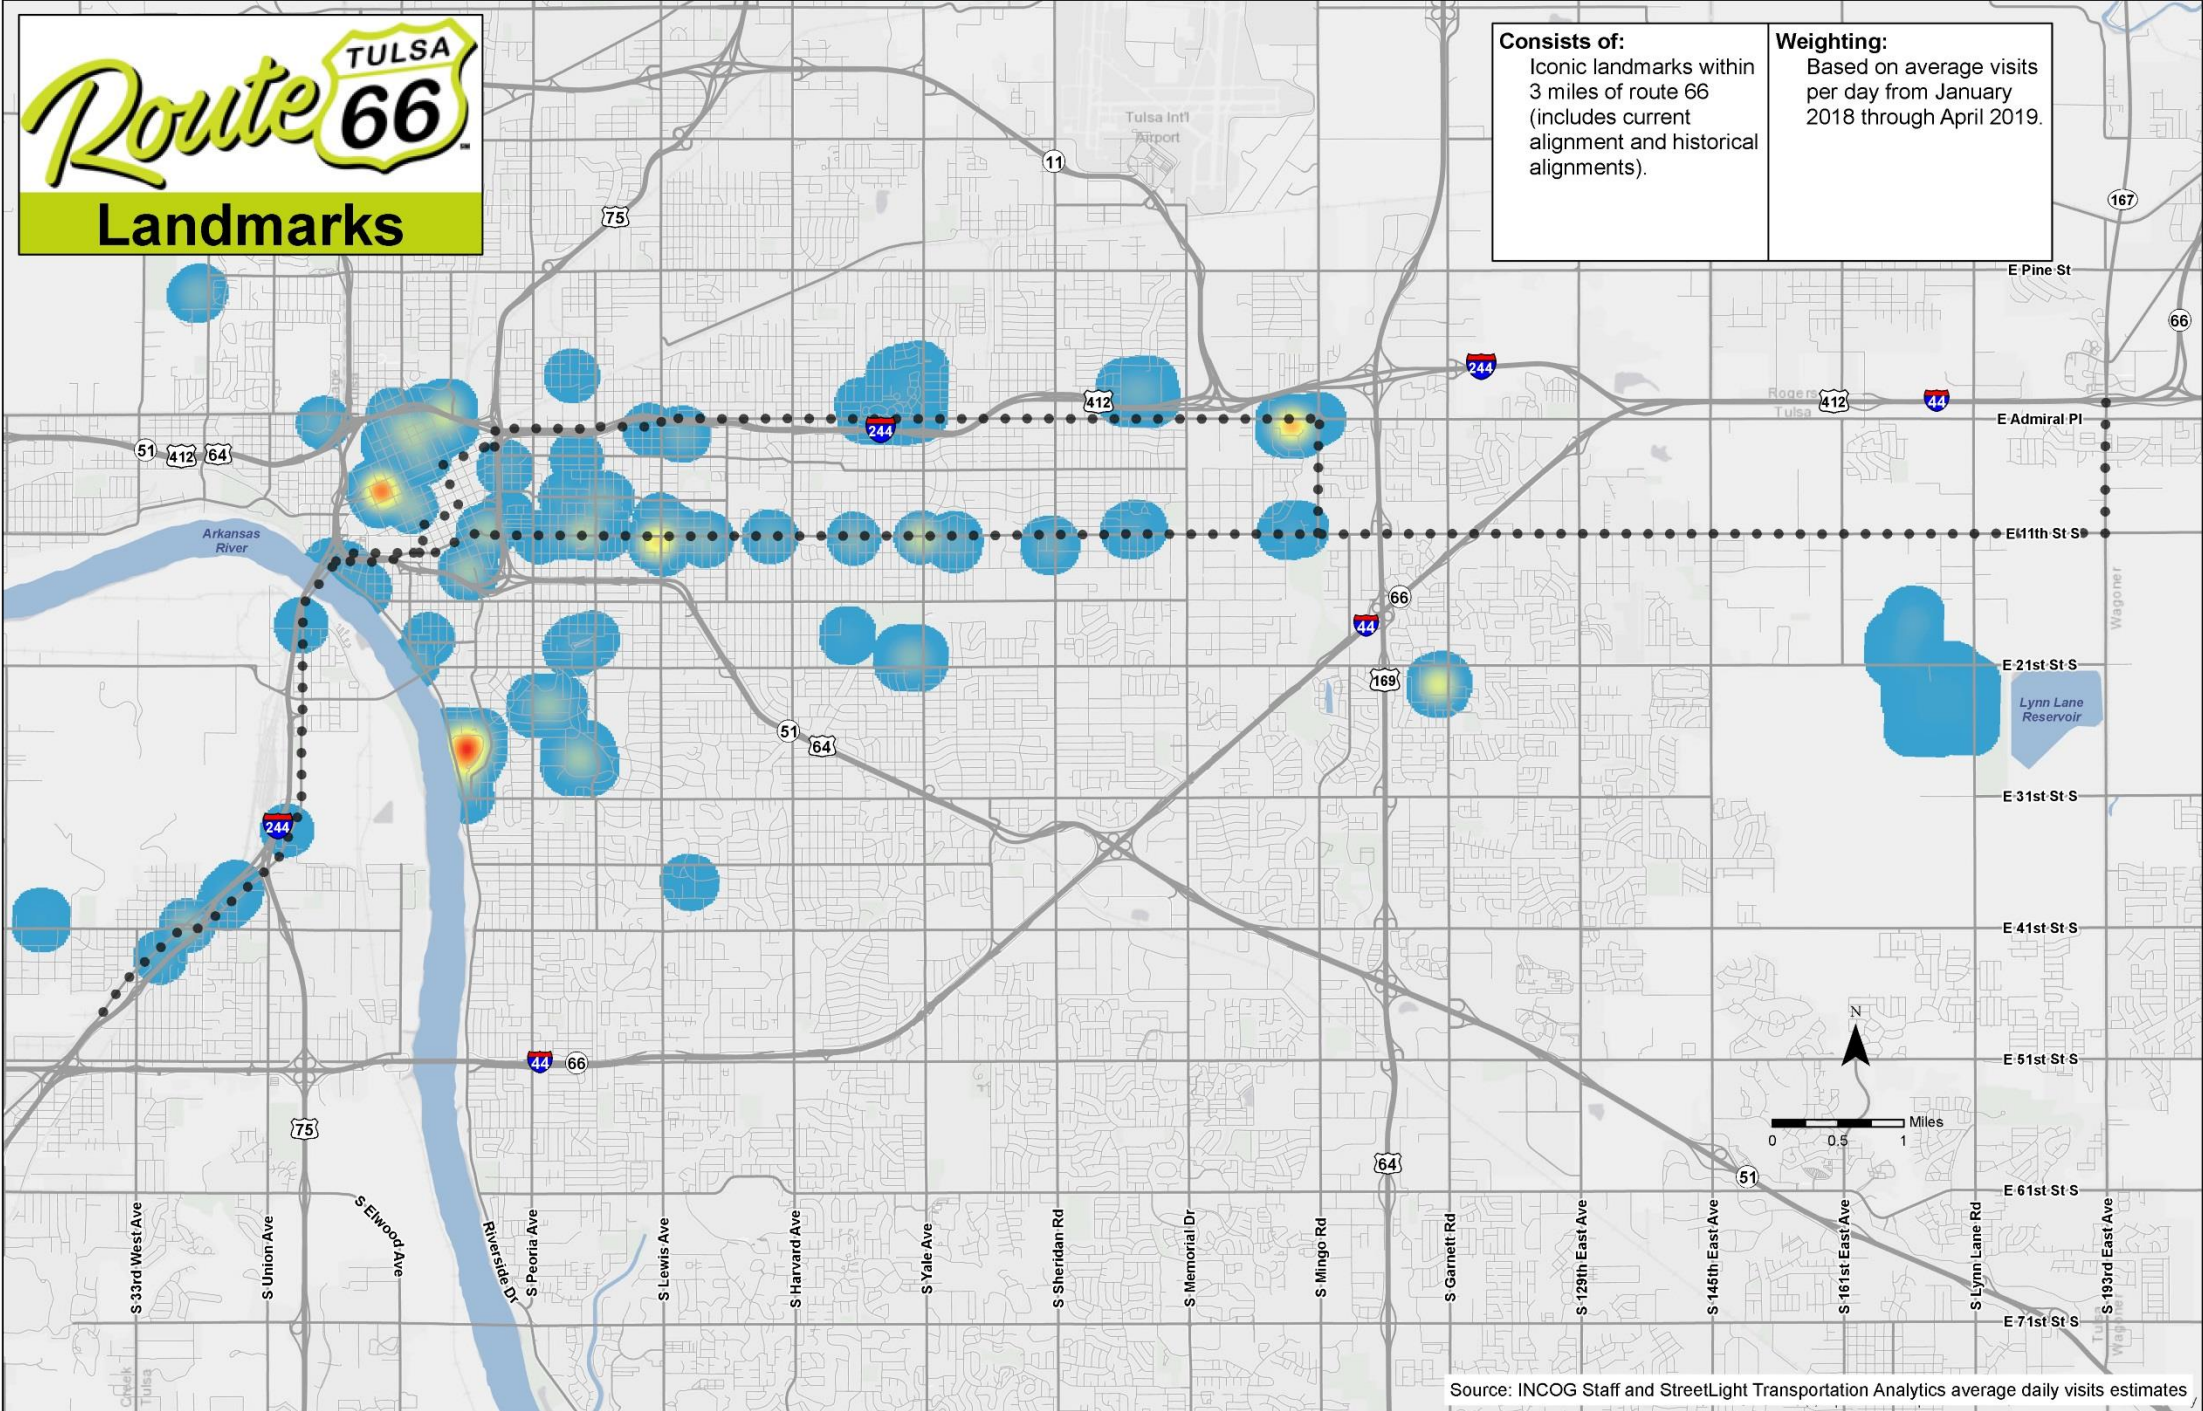 Route
TULSA
66
SM
Landmarks
Consists of:
Iconic landmarks within
3 miles of route 66
(includes current
alignment and historical
alignments).
Weighting:
Based on average visits
per day from January
2018 through April 2019.
Tulsa Int'l
Airport
11
75
167
E Pine St
66
244
412
Rogers
Tulsa
412
44
E Admiral Pl
244
51
412
64
Arkansas
River
E 11th St S
66
44
Wagoner
169
E 21st St S
Lynn Lane
Reservoir
51
64
E 31st St S
244
E 41st St S
N
44
66
E 51st St S
75
Miles
0
0.5
1
64
51
E 61st St S
S 33rd West Ave
S Union Ave
S Elwood Ave
Riverside Dr
S Peoria Ave
S Lewis Ave
S Harvard Ave
S Yale Ave
S Sheridan Rd
S Memorial Dr
S Mingo Rd
S Garnett Rd
S 129th East Ave
S 145th East Ave
S 161st East Ave
S Lynn Lane Rd
S 193rd East Ave
E 71st St S
Tulsa
Wagoner
Creek
Tulsa
Source: INCOG Staff and StreetLight Transportation Analytics average daily visits estimates